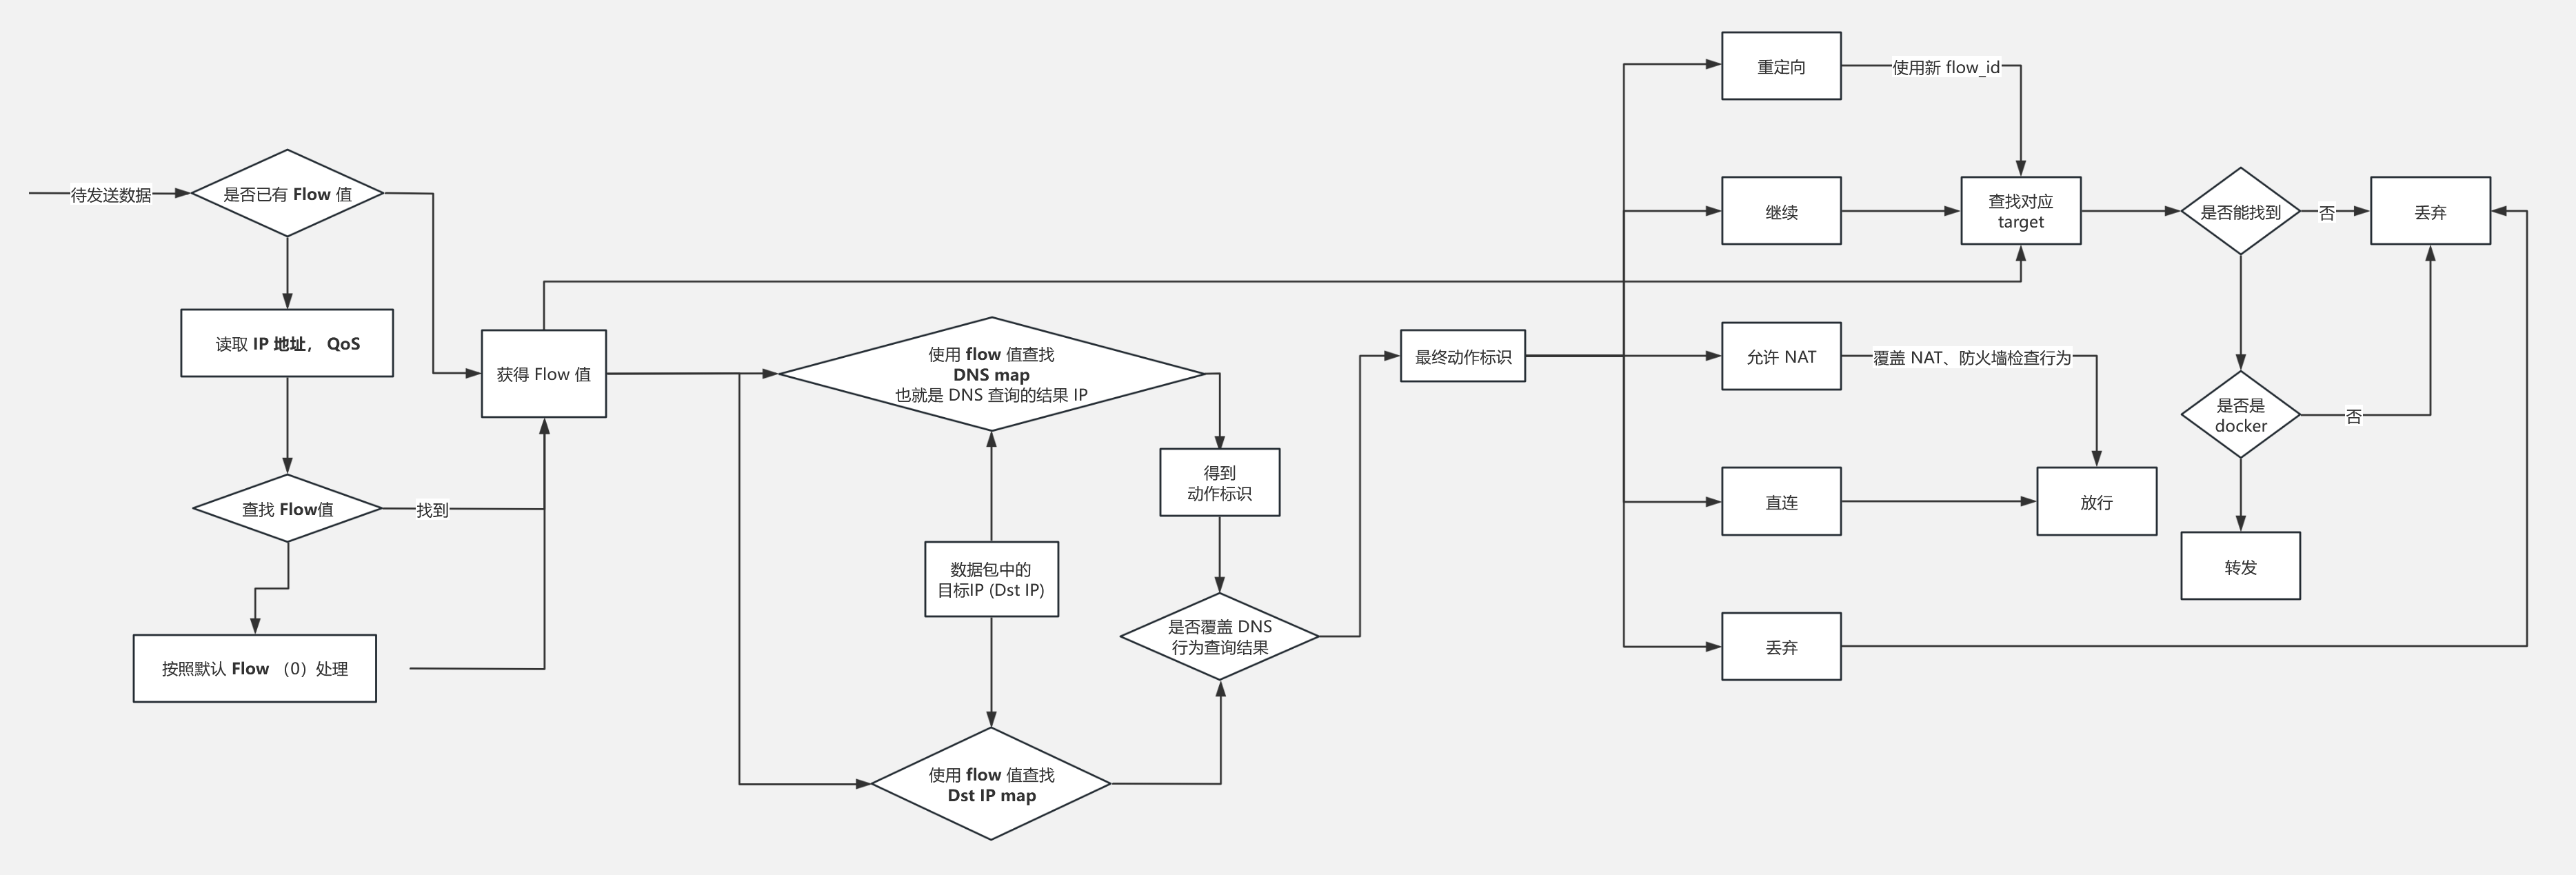 待发送数据
是否已有 Flow 值
读取 IP 地址， QoS
查找 Flow值
找到
按照默认 Flow （0）处理
获得 Flow 值
使用 flow 值查找
DNS map
也就是 DNS 查询的结果 IP
数据包中的
目标IP (Dst IP)
使用 flow 值查找
Dst IP map
得到
动作标识
是否覆盖 DNS
行为查询结果
最终动作标识
重定向
使用新 flow_id
继续
查找对应
target
是否能找到
否
丢弃
允许 NAT
覆盖 NAT、防火墙检查行为
是否是
docker
否
直连
放行
转发
丢弃